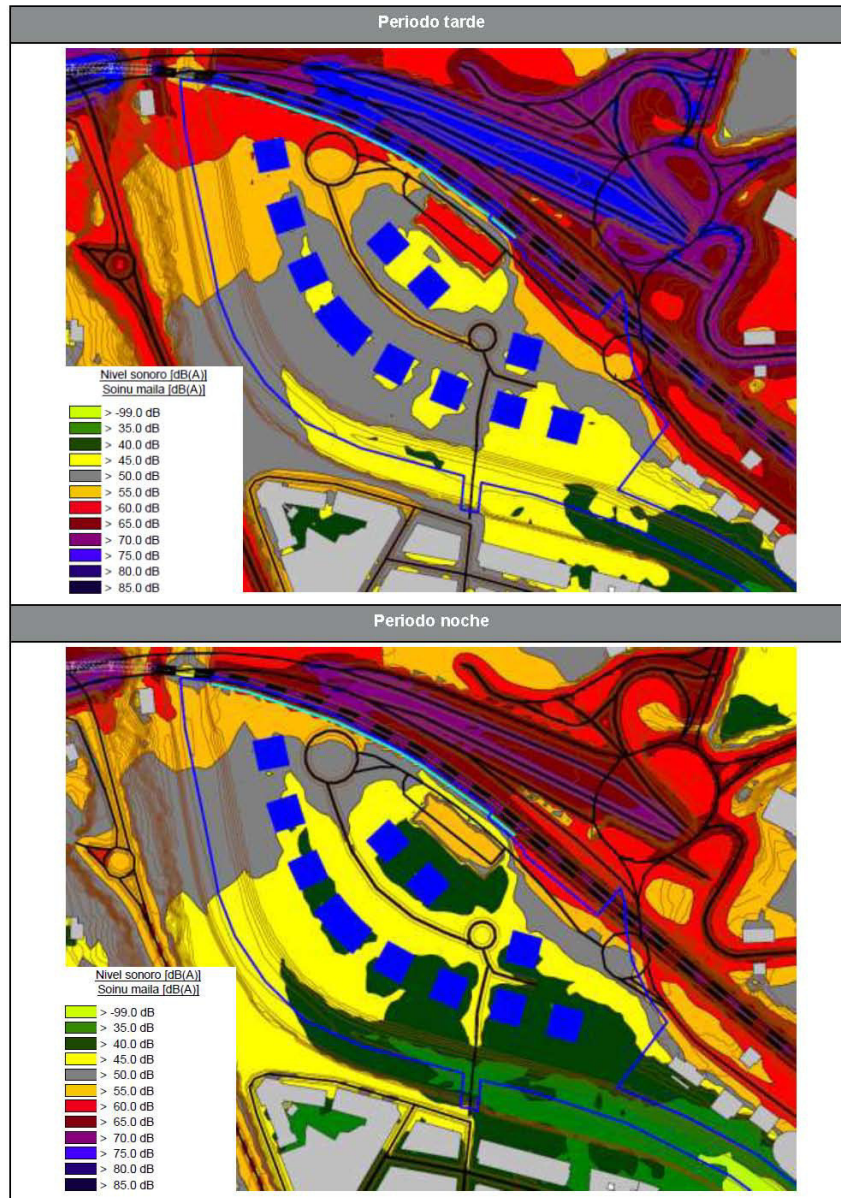 Periodo tarde
Nivel sonoro [dB(A)]
Soinu maila [dB(A)]
> -99.0 dB
> 35.0 dB
> 40.0 dB
> 45.0 dB
> 50.0 dB
> 55.0 dB
> 60.0 dB
> 65.0 dB
> 70.0 dB
> 75.0 dB
> 80.0 dB
> 85.0 dB
Periodo noche
Nivel sonoro [dB(A)]
Soinu maila [dB(A)]
> -99.0 dB
> 35.0 dB
> 40.0 dB
> 45.0 dB
> 50.0 dB
> 55.0 dB
> 60.0 dB
> 65.0 dB
> 70.0 dB
> 75.0 dB
> 80.0 dB
> 85.0 dB